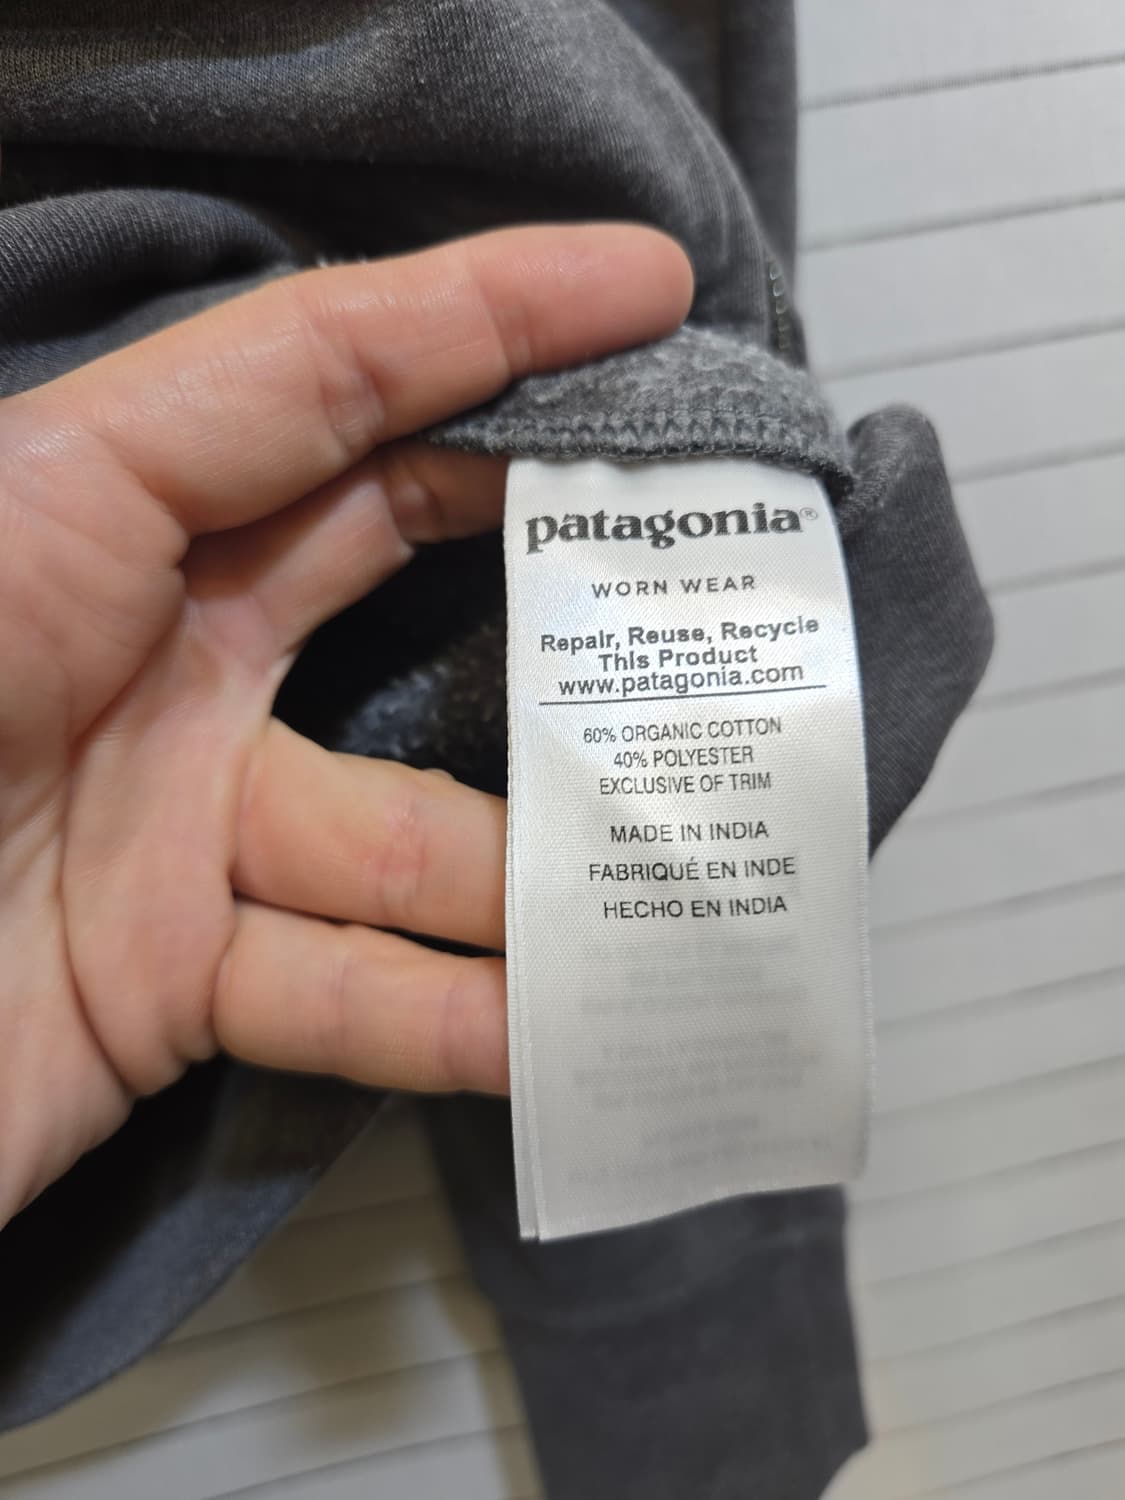 patagonia®
WORN WEAR
Repair, Reuse, Recycle
This Product
www.patagonia.com
60% ORGANIC COTTON
40% POLYESTER
EXCLUSIVE OF TRIM
MADE IN INDIA
FABRIQUÉ EN INDE
HECHO EN INDIA